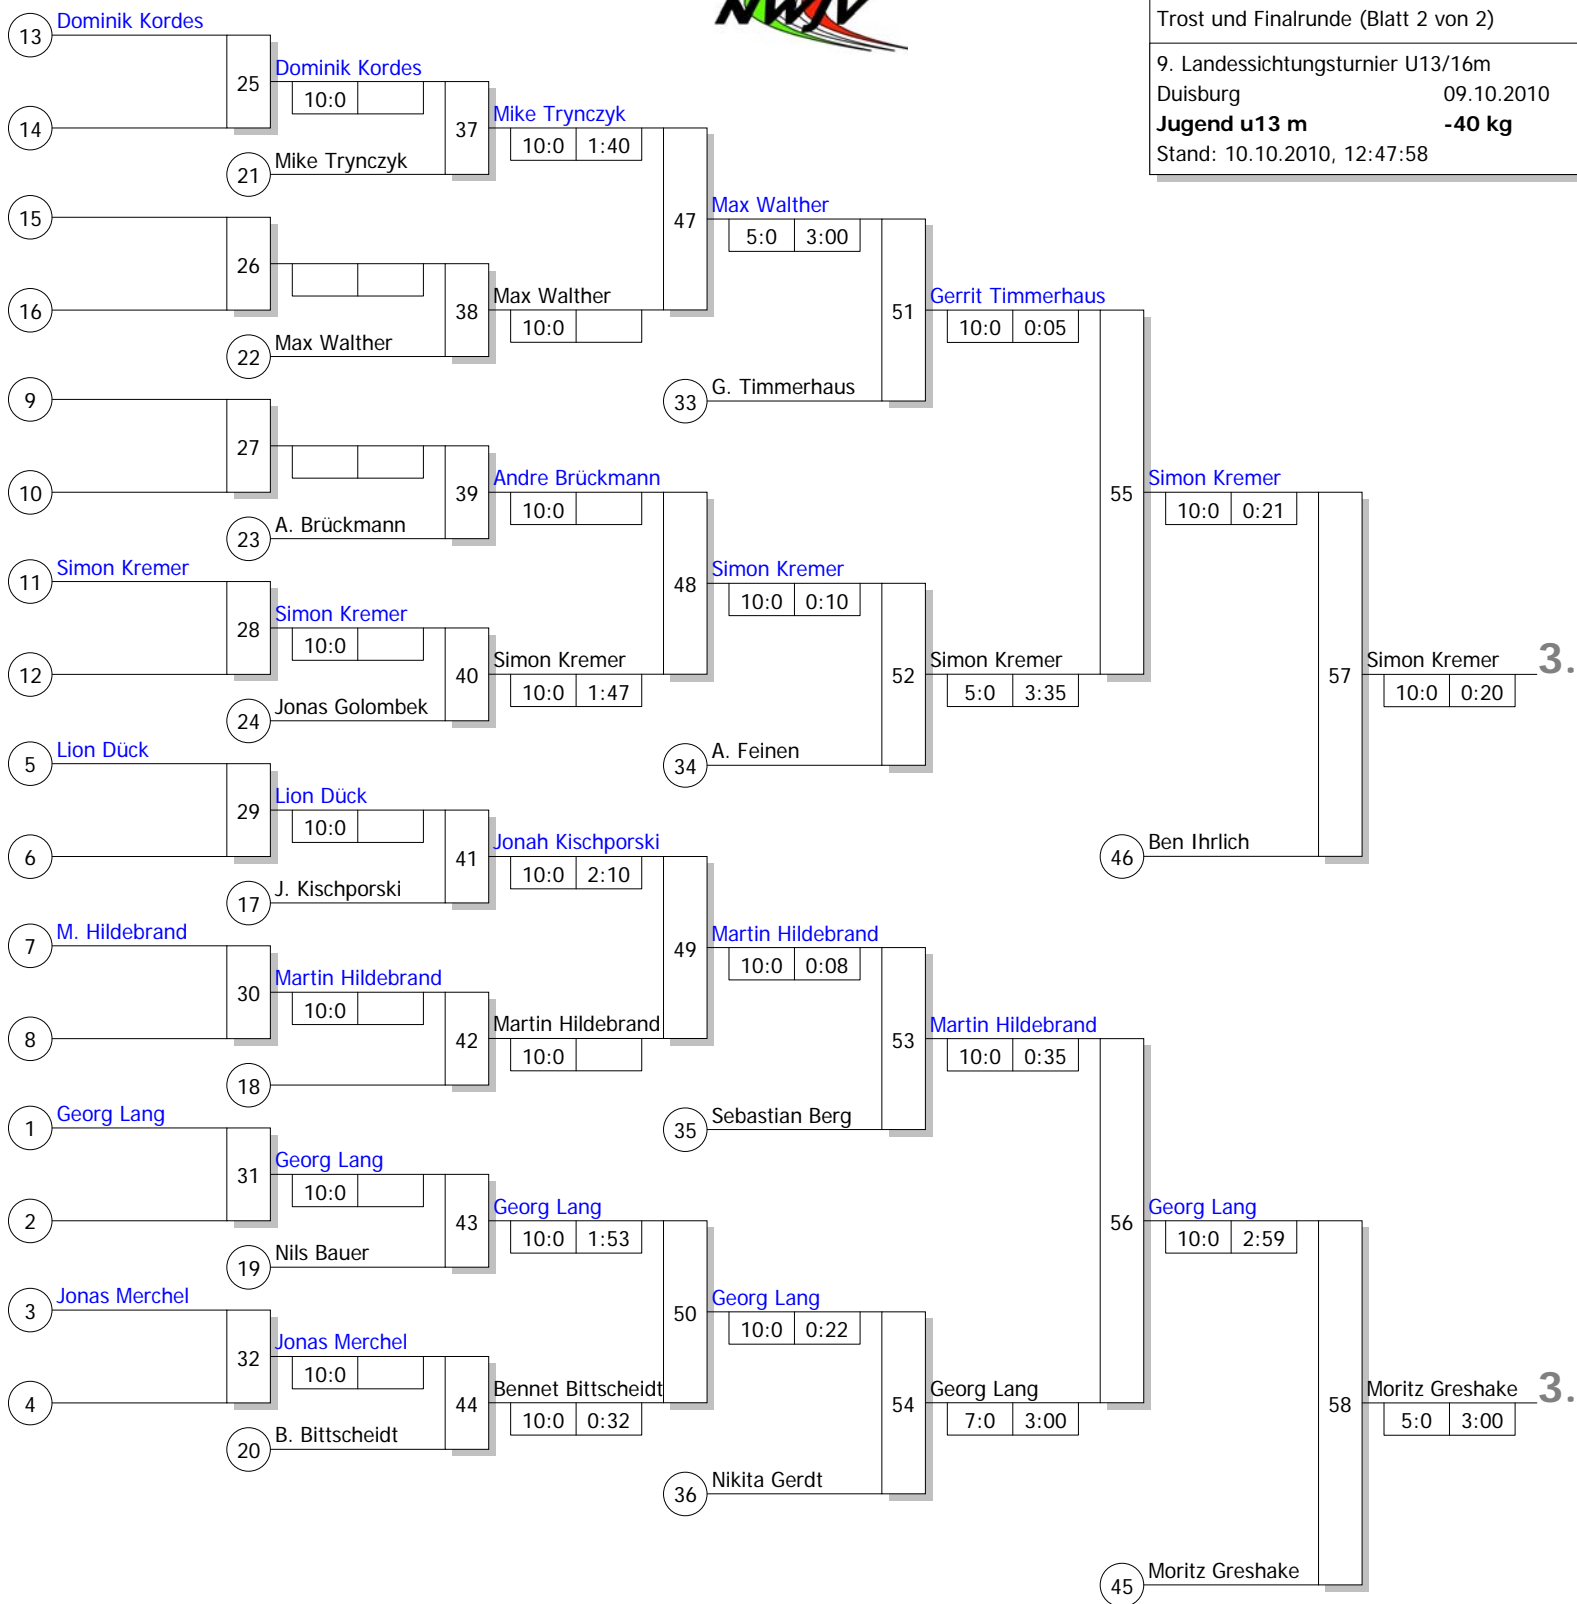 NWJV
Trost und Finalrunde (Blatt 2 von 2)
9. Landessichtungsturnier U13/16m
Duisburg 09.10.2010
Jugend u13 m -40 kg
Stand: 10.10.2010, 12:47:58
13 Dominik Kordes
25
14
Dominik Kordes
10:0
37
21 Mike Trynczyk
Mike Trynczyk
10:0 1:40
15
26
16
38
22 Max Walther
Max Walther
10:0
47
Max Walther
5:0 3:00
51
33 G. Timmerhaus
Gerrit Timmerhaus
10:0 0:05
9
27
10
39
23 A. Brückmann
Andre Brückmann
10:0
11 Simon Kremer
28
12
Simon Kremer
10:0
40
24 Jonas Golombek
Simon Kremer
10:0 1:47
48
Simon Kremer
10:0 0:10
52
34 A. Feinen
Simon Kremer
5:0 3:35
55
Simon Kremer
10:0 0:21
57
46 Ben Ihrlich
Simon Kremer 3.
10:0 0:20
5 Lion Dück
29
6
Lion Dück
10:0
41
17 J. Kischporski
Jonah Kischporski
10:0 2:10
7 M. Hildebrand
30
8
Martin Hildebrand
10:0
42
18
Martin Hildebrand
10:0
49
Martin Hildebrand
10:0 0:08
53
35 Sebastian Berg
Martin Hildebrand
10:0 0:35
1 Georg Lang
31
2
Georg Lang
10:0
43
19 Nils Bauer
Georg Lang
10:0 1:53
3 Jonas Merchel
32
4
Jonas Merchel
10:0
44
20 B. Bittscheidt
Bennet Bittscheidt
10:0 0:32
50
Georg Lang
10:0 0:22
54
36 Nikita Gerdt
Georg Lang
7:0 3:00
56
Georg Lang
10:0 2:59
58
45 Moritz Greshake
Moritz Greshake 3.
5:0 3:00